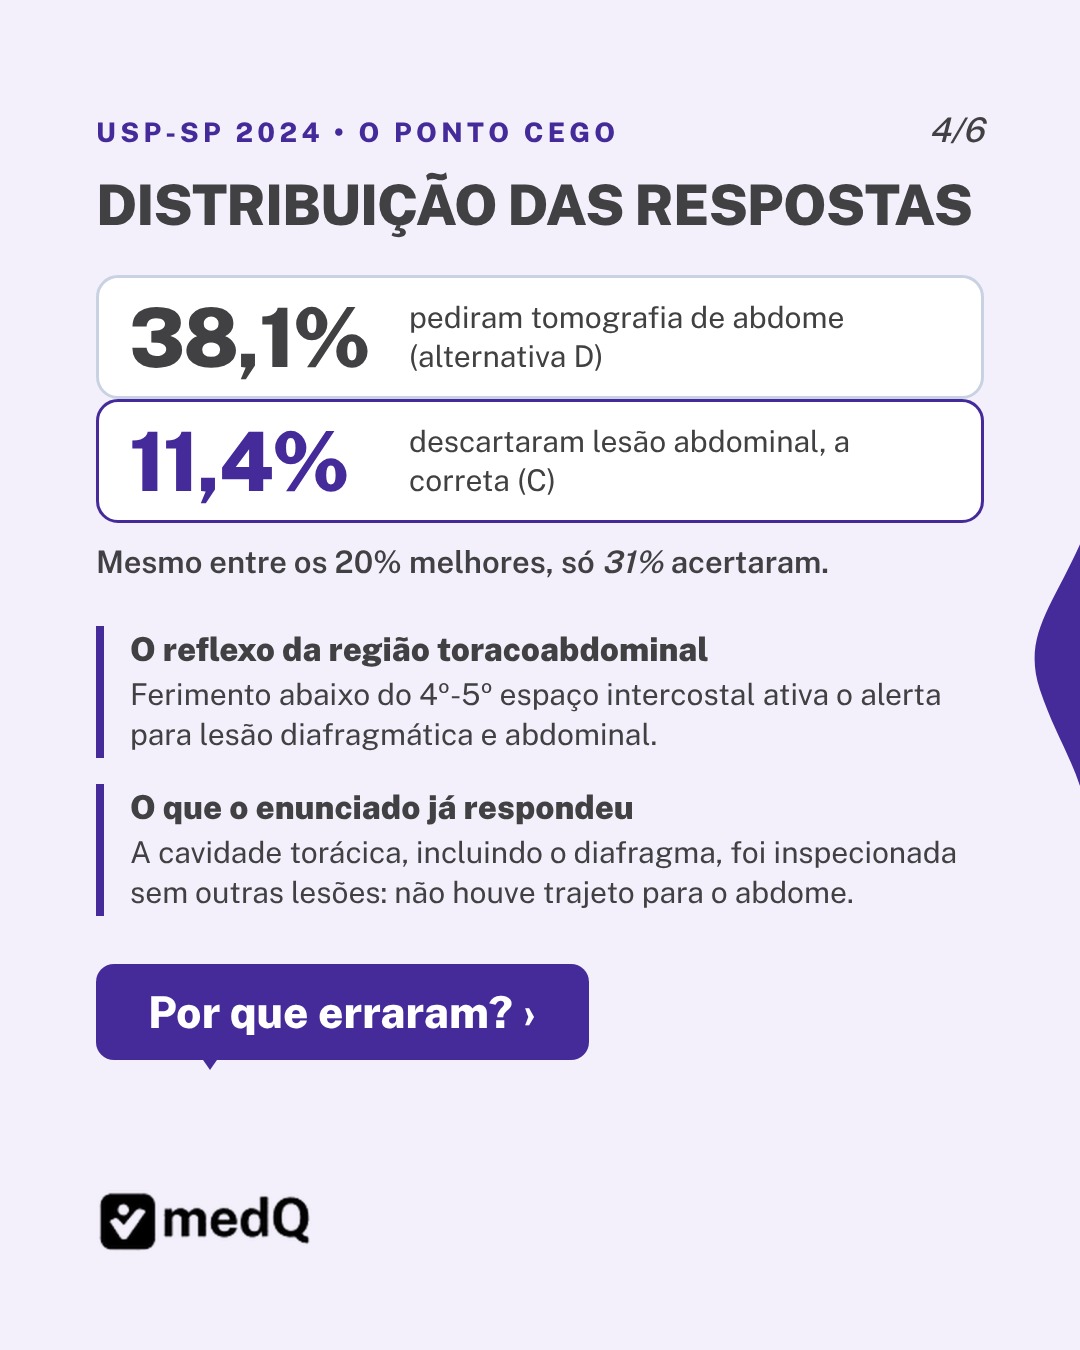 USP-SP 2024 • O PONTO CEGO
4/6
DISTRIBUIÇÃO DAS RESPOSTAS
38,1%
pediram tomografia de abdome
(alternativa D)
11,4%
descartaram lesão abdominal, a
correta (C)
Mesmo entre os 20% melhores, só 31% acertaram.
O reflexo da região toracoabdominal
Ferimento abaixo do 4º-5º espaço intercostal ativa o alerta
para lesão diafragmática e abdominal.
O que o enunciado já respondeu
A cavidade torácica, incluindo o diafragma, foi inspecionada
sem outras lesões: não houve trajeto para o abdome.
Por que erraram? ›
medQ